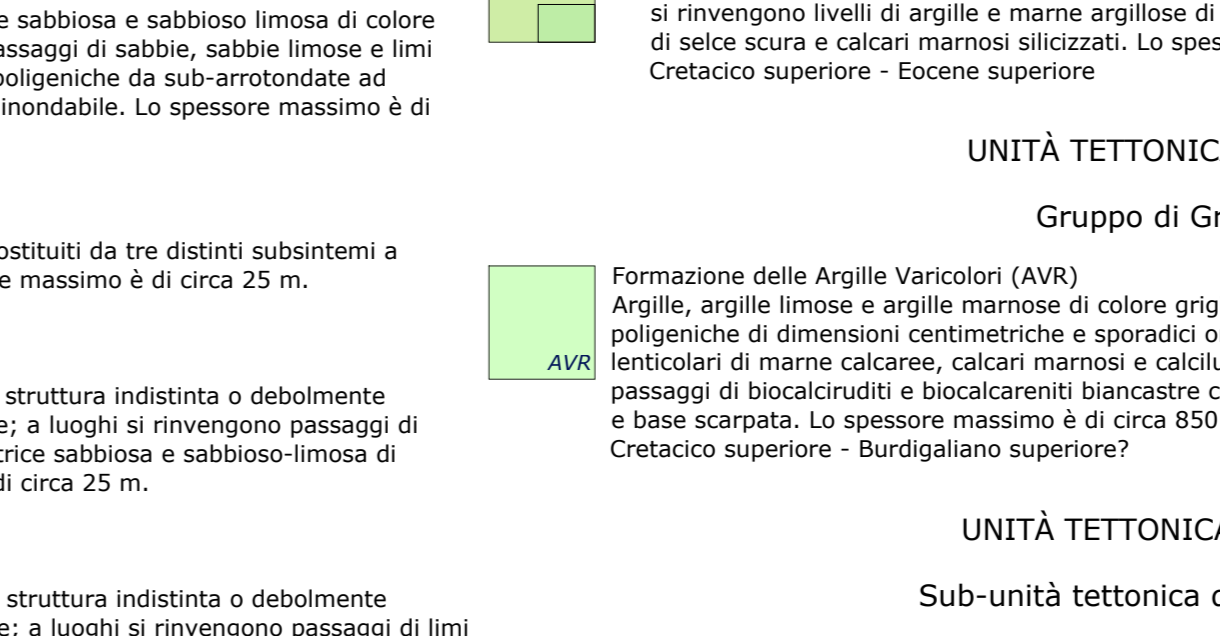 e sabbiosa e sabbioso limosa di colore
assaggi di sabbie, sabbie limose e limi
poligeniche da sub-arrotondate ad
inondabile. Lo spessore massimo è di
ostituiti da tre distinti subsintemi a
e massimo è di circa 25 m.
struttura indistinta o debolmente
e; a luoghi si rinvengono passaggi di
trice sabbiosa e sabbioso-limosa di
di circa 25 m.
struttura indistinta o debolmente
e; a luoghi si rinvengono passaggi di limi
si rinvengono livelli di argille e marne argillose di
di selce scura e calcari marnosi silicizzati. Lo spes
Cretacico superiore - Eocene superiore
UNITÀ TETTONIC
Gruppo di Gr
Formazione delle Argille Varicolori (AVR)
Argille, argille limose e argille marnose di colore grig
poligeniche di dimensioni centimetriche e sporadici o
AVR lenticolari di marne calcaree, calcari marnosi e calcilu
passaggi di biocalciruditi e biocalcareniti biancastre c
e base scarpata. Lo spessore massimo è di circa 850
Cretacico superiore - Burdigaliano superiore?
UNITÀ TETTONICA
Sub-unità tettonica